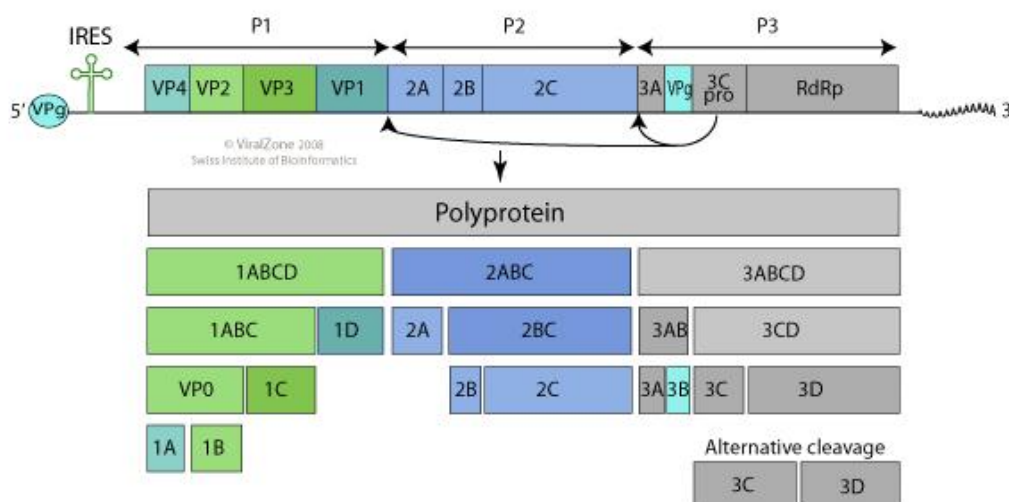 P1 P2 P3
IRES
VP4 VP2 VP3 VP1 2A 2B 2C 3A VPg 3C pro RdRp
5' VPg 3
© ViralZone 2008
Swiss Institute of Bioinformatics
Polyprotein
1ABCD 2ABC 3ABCD
1ABC 1D 2A 2BC 3AB 3CD
VP0 1C 2B 2C 3A 3B 3C 3D
1A 1B
Alternative cleavage
3C 3D